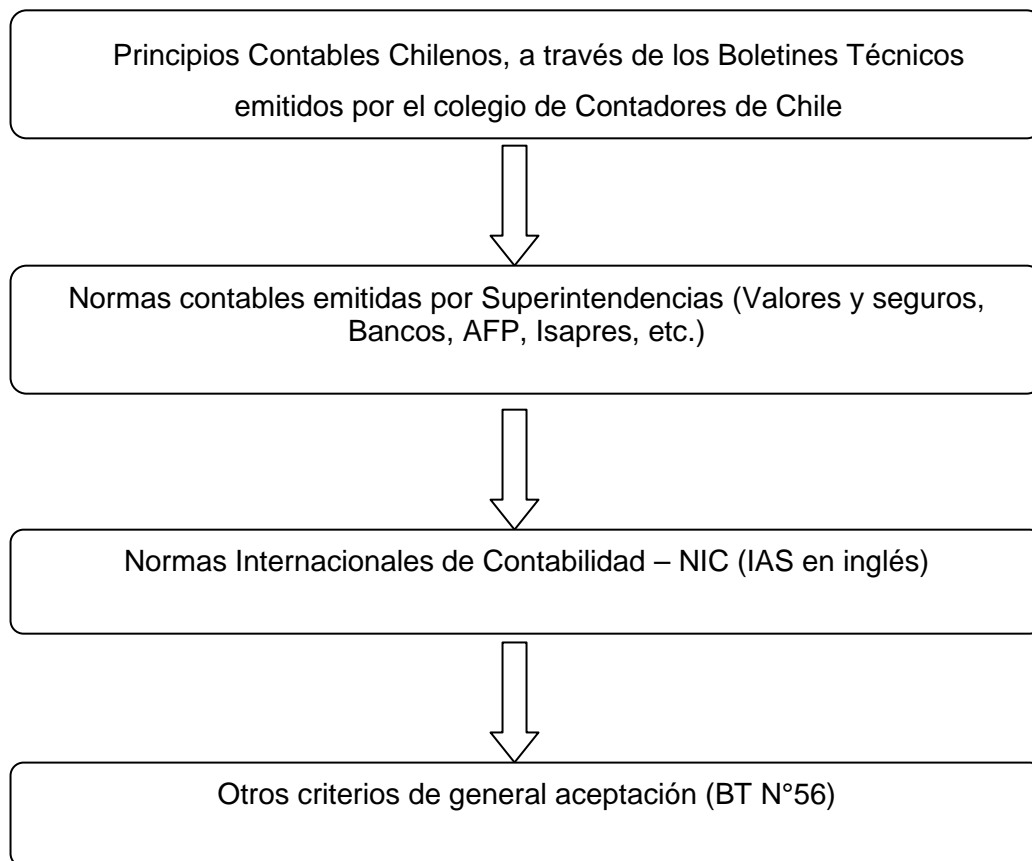 Principios Contables Chilenos, a través de los Boletines Técnicos
emitidos por el colegio de Contadores de Chile
Normas contables emitidas por Superintendencias (Valores y seguros,
Bancos, AFP, Isapres, etc.)
Normas Internacionales de Contabilidad – NIC (IAS en inglés)
Otros criterios de general aceptación (BT N°56)